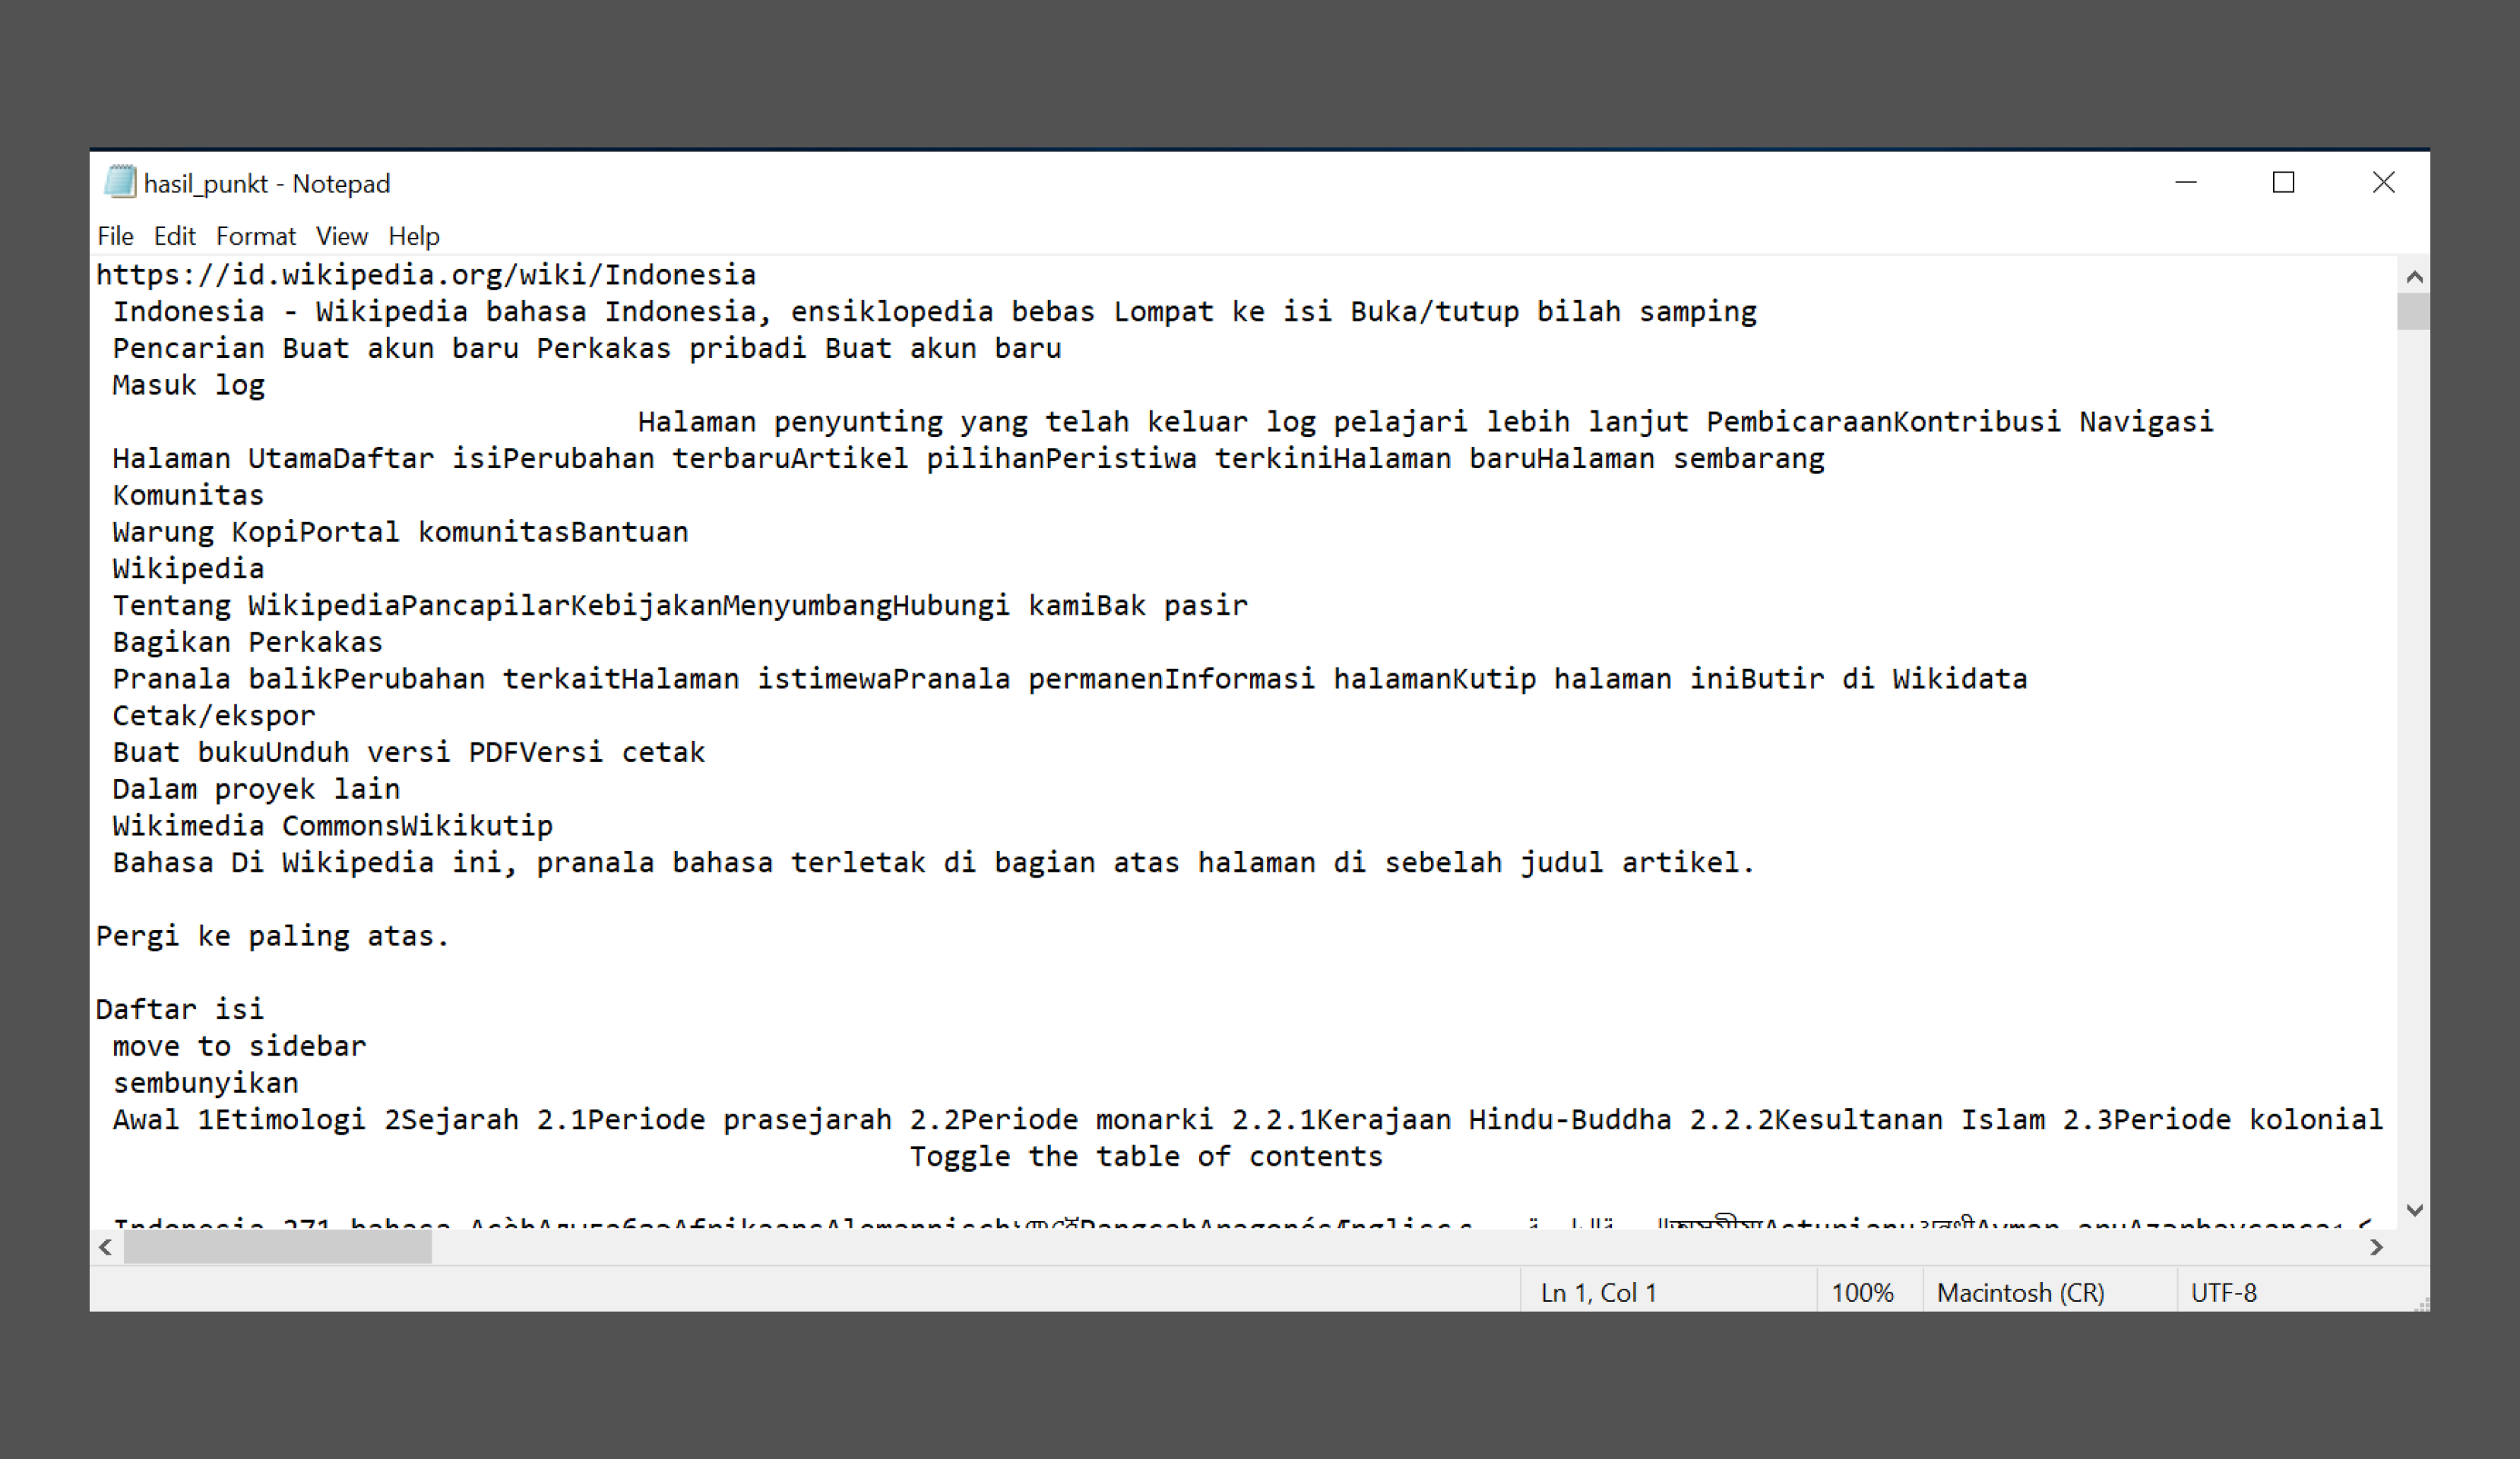 hasil_punkt - Notepad
File Edit Format View Help
https://id.wikipedia.org/wiki/Indonesia
Indonesia - Wikipedia bahasa Indonesia, ensiklopedia bebas Lompat ke isi Buka/tutup bilah samping
Pencarian Buat akun baru Perkakas pribadi Buat akun baru
Masuk log
Halaman penyunting yang telah keluar log pelajari lebih lanjut PembicaraanKontribusi Navigasi
Halaman UtamaDaftar isiPerubahan terbaruArtikel pilihanPeristiwa terkiniHalaman baruHalaman sembarang
Komunitas
Warung KopiPortal komunitasBantuan
Wikipedia
Tentang WikipediaPancapilarKebijakanMenyumbangHubungi kamiBak pasir
Bagikan Perkakas
Pranala balikPerubahan terkaitHalaman istimewaPranala permanenInformasi halamanKutip halaman iniButir di Wikidata
Cetak/ekspor
Buat bukuUnduh versi PDFVersi cetak
Dalam proyek lain
Wikimedia CommonsWikikutip
Bahasa Di Wikipedia ini, pranala bahasa terletak di bagian atas halaman di sebelah judul artikel.
Pergi ke paling atas.
Daftar isi
move to sidebar
sembunyikan
Awal 1Etimologi 2Sejarah 2.1Periode prasejarah 2.2Periode monarki 2.2.1Kerajaan Hindu-Buddha 2.2.2Kesultanan Islam 2.3Periode kolonial
Toggle the table of contents
Indonesia 271 bahasa
Ln 1, Col 1
100%
Macintosh (CR)
UTF-8